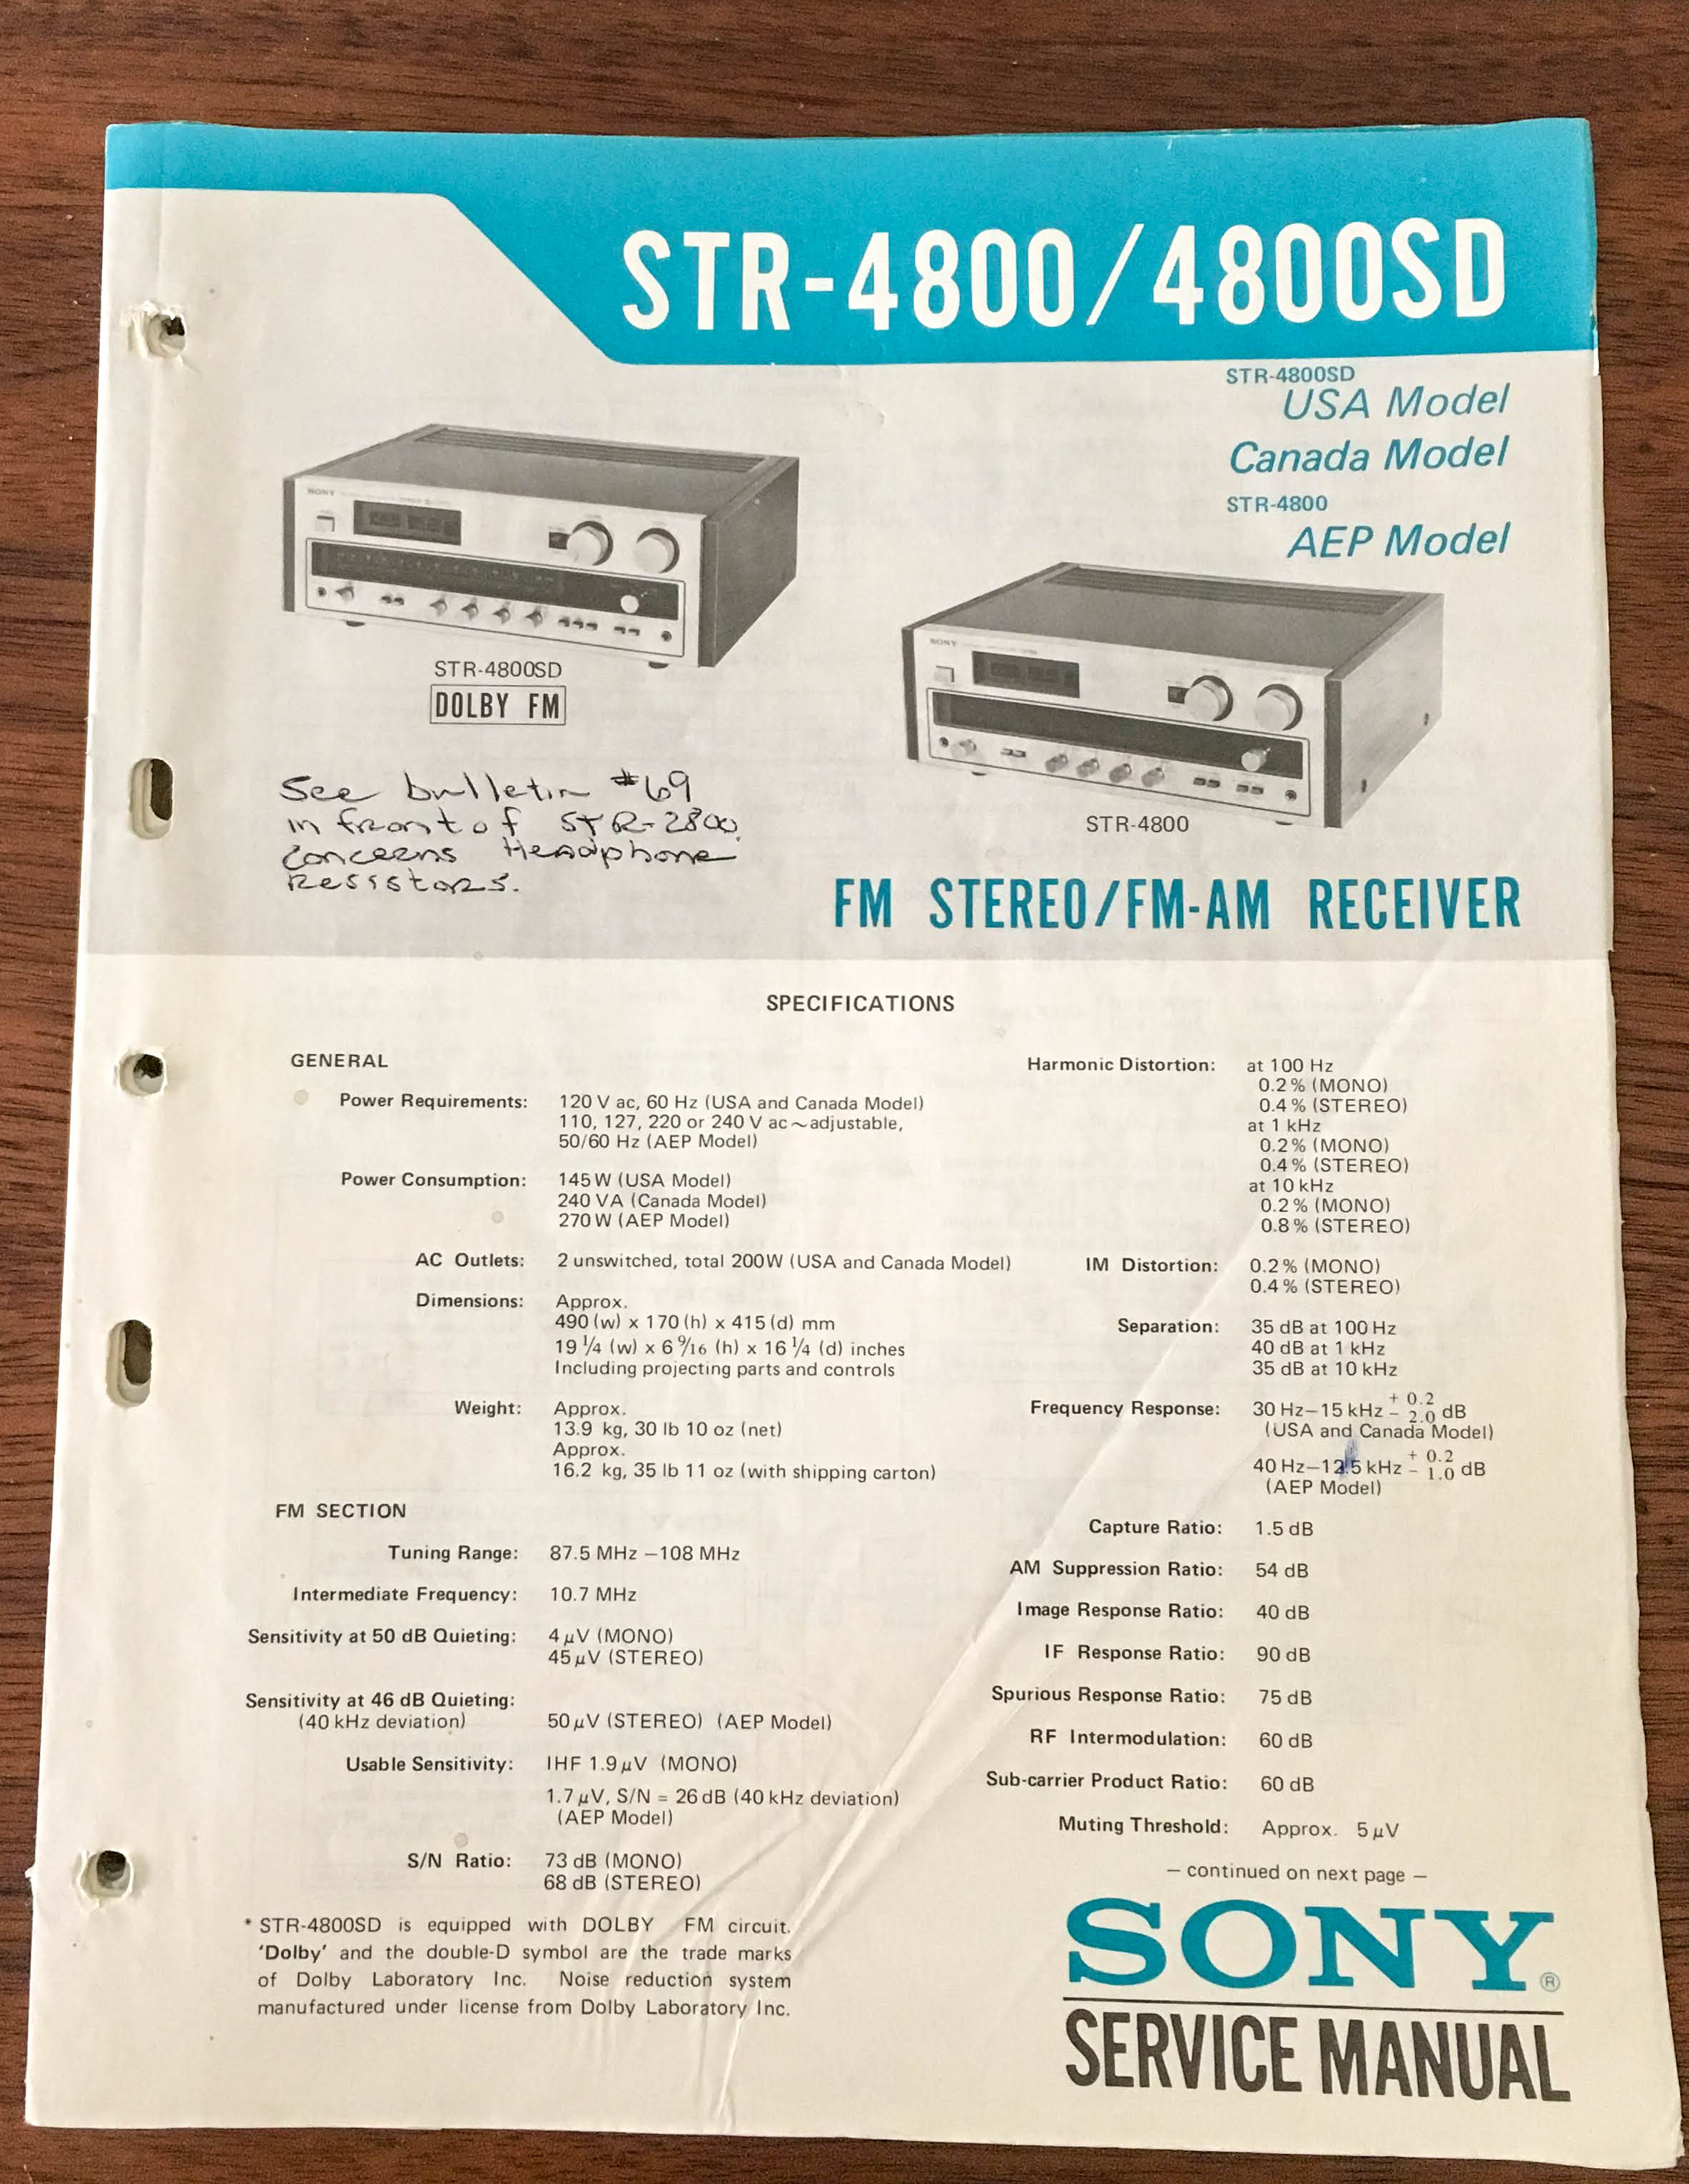 STR-4800/4800SD
STR-4800SD
USA Model
Canada Model
STR-4800
AEP Model
SONY
STR-4800SD
DOLBY FM
SONY
STR-4800
See bulletin #69
in front of STR-2800.
Concerns Headphone
Resistors.
FM STEREO/FM-AM RECEIVER
SPECIFICATIONS
GENERAL
Power Requirements: 120 V ac, 60 Hz (USA and Canada Model)
110, 127, 220 or 240 V ac ~ adjustable,
50/60 Hz (AEP Model)
Power Consumption: 145 W (USA Model)
240 VA (Canada Model)
270 W (AEP Model)
AC Outlets: 2 unswitched, total 200W (USA and Canada Model)
Dimensions: Approx.
490 (w) x 170 (h) x 415 (d) mm
19 1/4 (w) x 6 9/16 (h) x 16 1/4 (d) inches
Including projecting parts and controls
Weight: Approx.
13.9 kg, 30 lb 10 oz (net)
Approx.
16.2 kg, 35 lb 11 oz (with shipping carton)
FM SECTION
Tuning Range: 87.5 MHz –108 MHz
Intermediate Frequency: 10.7 MHz
Sensitivity at 50 dB Quieting: 4 μV (MONO)
45 μV (STEREO)
Sensitivity at 46 dB Quieting:
(40 kHz deviation) 50 μV (STEREO) (AEP Model)
Usable Sensitivity: IHF 1.9 μV (MONO)
1.7 μV, S/N = 26 dB (40 kHz deviation)
(AEP Model)
S/N Ratio: 73 dB (MONO)
68 dB (STEREO)
* STR-4800SD is equipped with DOLBY FM circuit.
'Dolby' and the double-D symbol are the trade marks
of Dolby Laboratory Inc. Noise reduction system
manufactured under license from Dolby Laboratory Inc.
Harmonic Distortion: at 100 Hz
0.2 % (MONO)
0.4 % (STEREO)
at 1 kHz
0.2 % (MONO)
0.4 % (STEREO)
at 10 kHz
0.2 % (MONO)
0.8 % (STEREO)
IM Distortion: 0.2 % (MONO)
0.4 % (STEREO)
Separation: 35 dB at 100 Hz
40 dB at 1 kHz
35 dB at 10 kHz
Frequency Response: 30 Hz–15 kHz + 0.2 – 2.0 dB
(USA and Canada Model)
40 Hz–12.5 kHz + 0.2 – 1.0 dB
(AEP Model)
Capture Ratio: 1.5 dB
AM Suppression Ratio: 54 dB
Image Response Ratio: 40 dB
IF Response Ratio: 90 dB
Spurious Response Ratio: 75 dB
RF Intermodulation: 60 dB
Sub-carrier Product Ratio: 60 dB
Muting Threshold: Approx. 5 μV
– continued on next page –
SONY®
SERVICE MANUAL